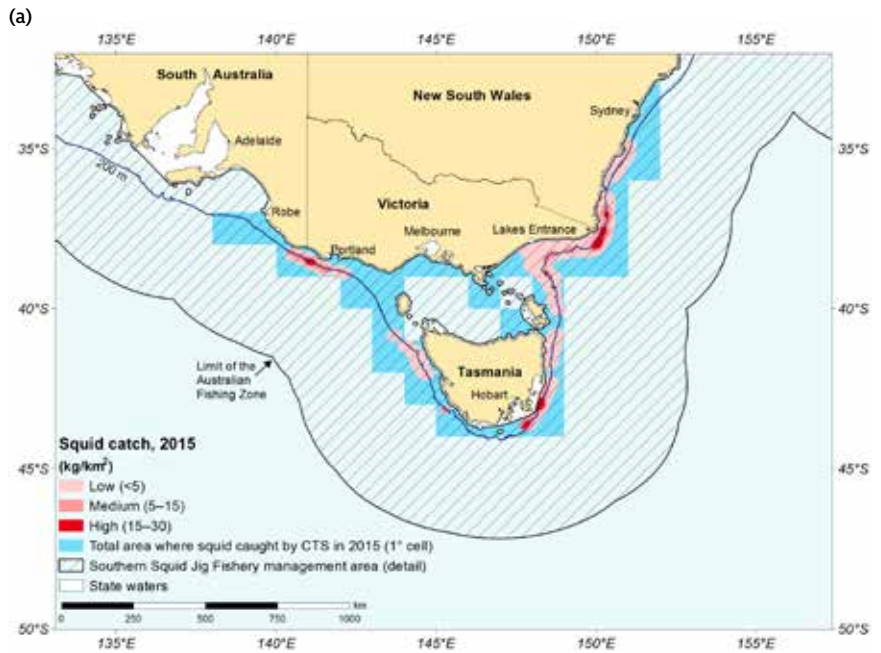 (a)
135°E 140°E 145°E 150°E 155°E
South Australia
New South Wales
Sydney
35°S 35°S
Adelaide
200 m
Victoria
Robe
Melbourne
Lakes Entrance
Portland
40°S 40°S
Limit of the
Australian
Fishing Zone
Tasmania
Hobart
Squid catch, 2015
(kg/km²)
45°S 45°S
Low (<5)
Medium (5–15)
High (15–30)
Total area where squid caught by CTS in 2015 (1° cell)
Southern Squid Jig Fishery management area (detail)
State waters
km
0 250 500 750 1000
50°S 50°S
135°E 140°E 145°E 150°E 155°E